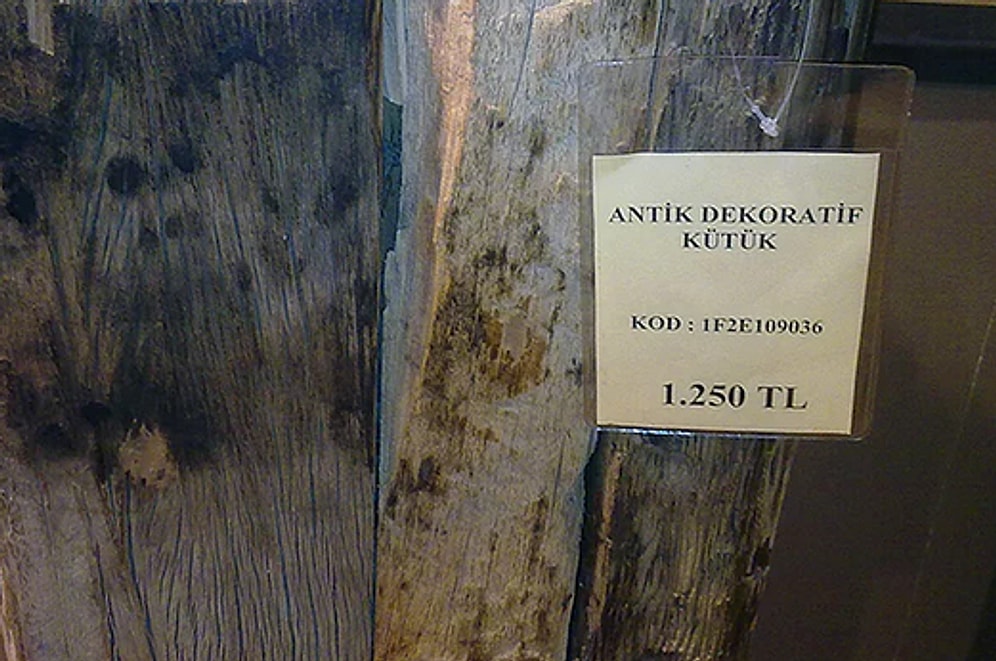 ANTİK DEKORATİF
KÜTÜK
KOD : 1F2E109036
1.250 TL